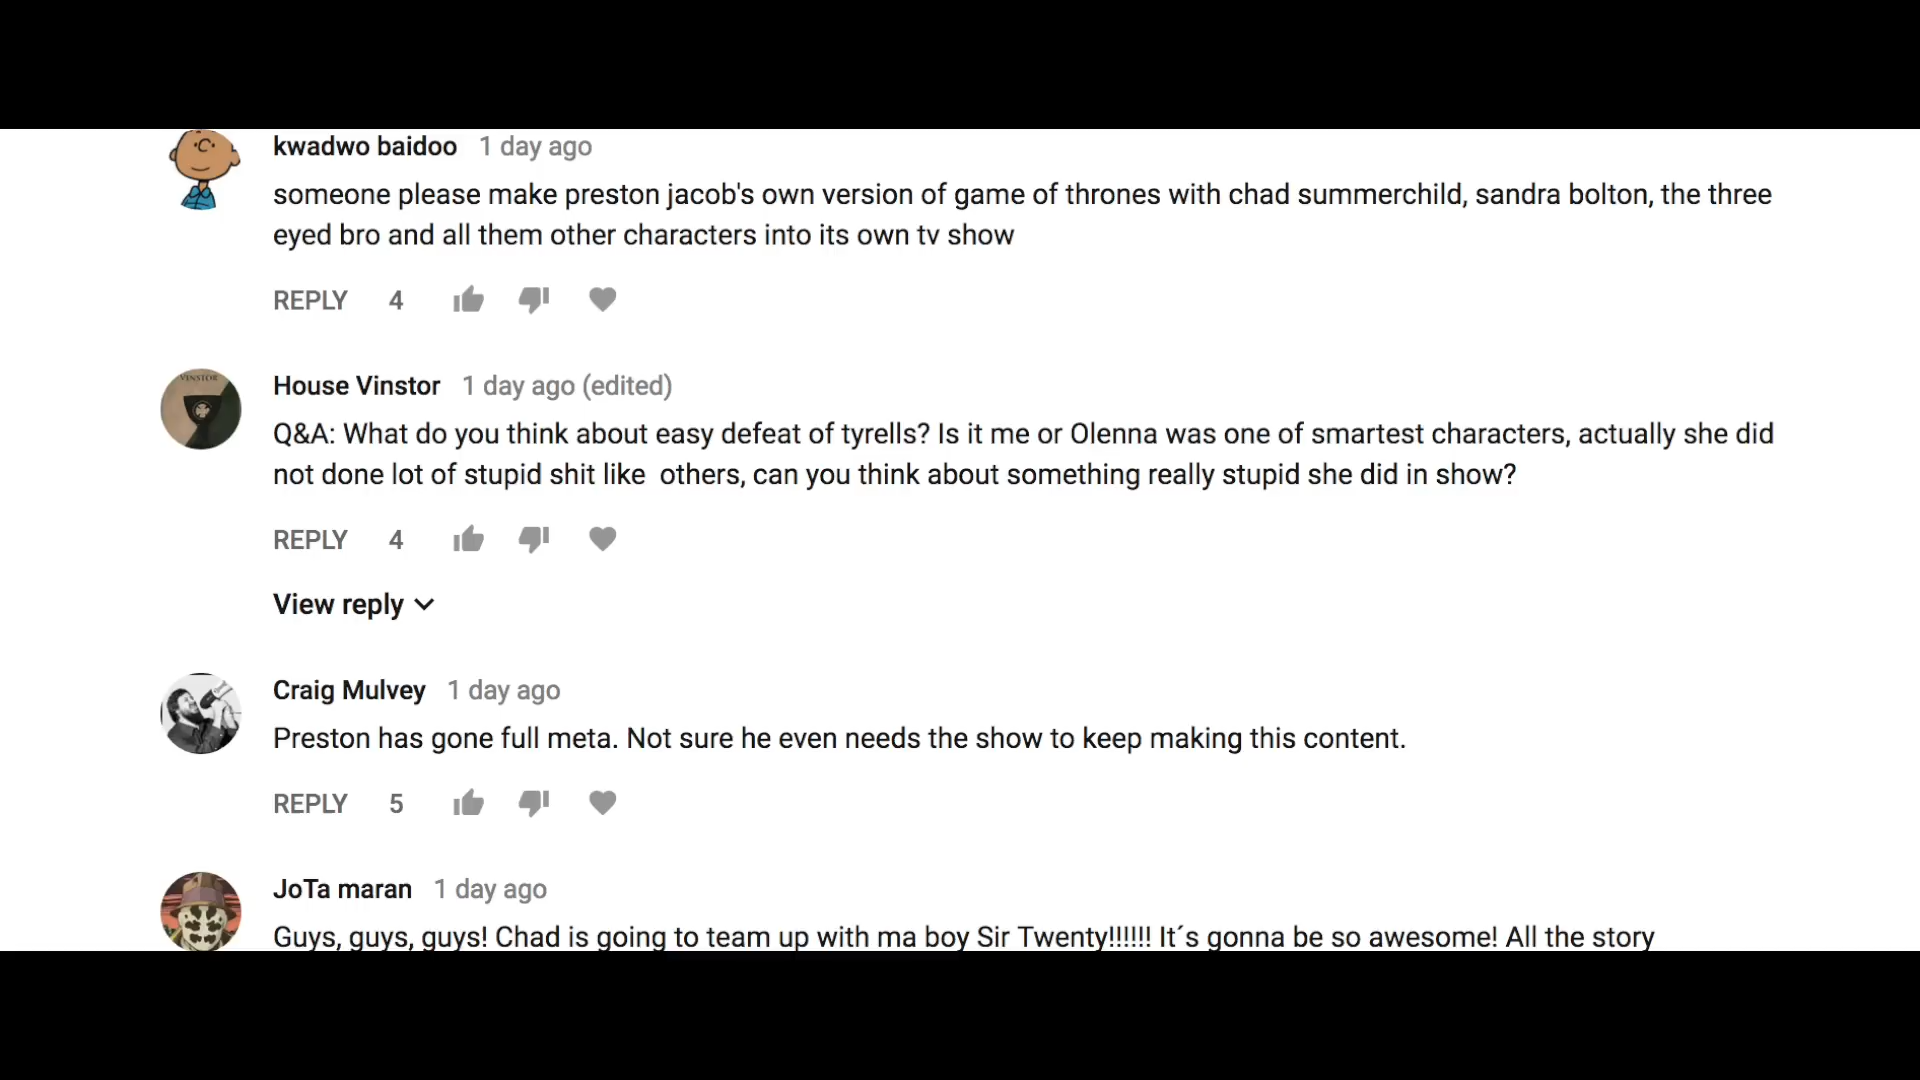 kwadwo baidoo 1 day ago
someone please make preston jacob's own version of game of thrones with chad summerchild, sandra bolton, the three
eyed bro and all them other characters into its own tv show
REPLY 4
VINSTOR
House Vinstor 1 day ago (edited)
Q&A: What do you think about easy defeat of tyrells? Is it me or Olenna was one of smartest characters, actually she did
not done lot of stupid shit like  others, can you think about something really stupid she did in show?
REPLY 4
View reply
Craig Mulvey 1 day ago
Preston has gone full meta. Not sure he even needs the show to keep making this content.
REPLY 5
JoTa maran 1 day ago
Guys, guys, guys! Chad is going to team up with ma boy Sir Twenty!!!!!! It´s gonna be so awesome! All the story